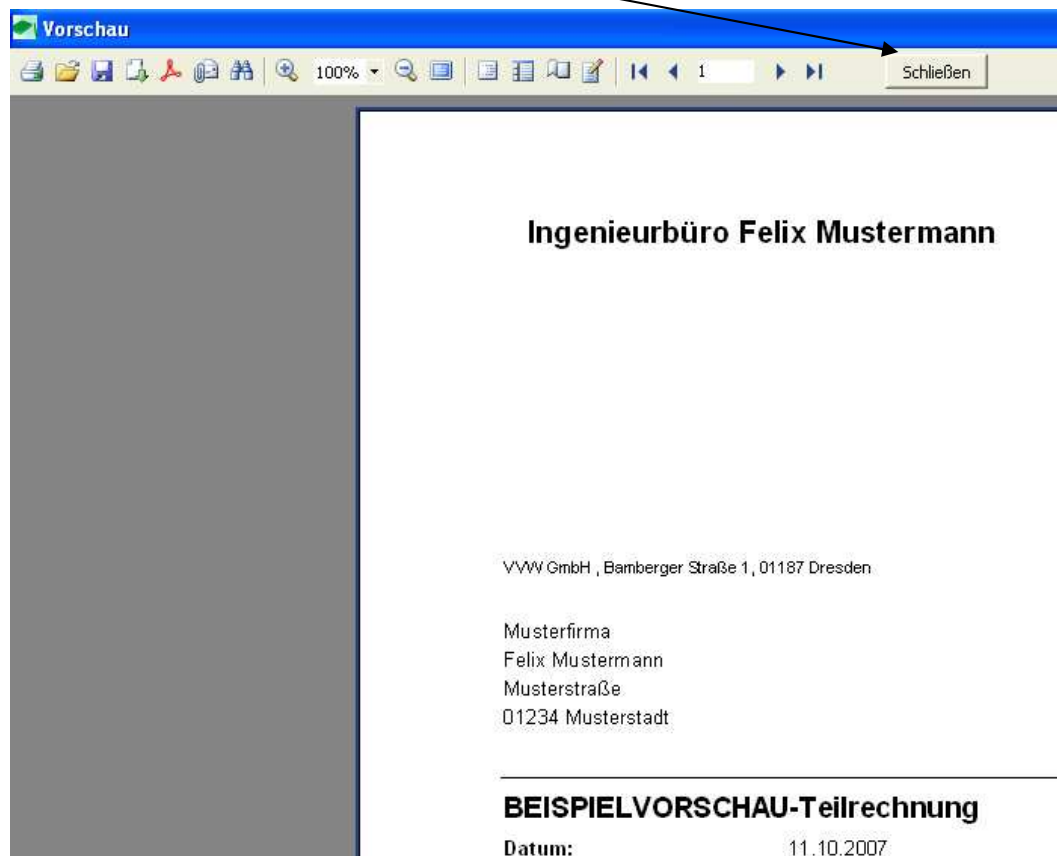 Vorschau
100% 1 Schließen
Ingenieurbüro Felix Mustermann
VVW GmbH , Bamberger Straße 1, 01187 Dresden
Musterfirma
Felix Mustermann
Musterstraße
01234 Musterstadt
BEISPIELVORSCHAU-Teilrechnung
Datum: 11.10.2007